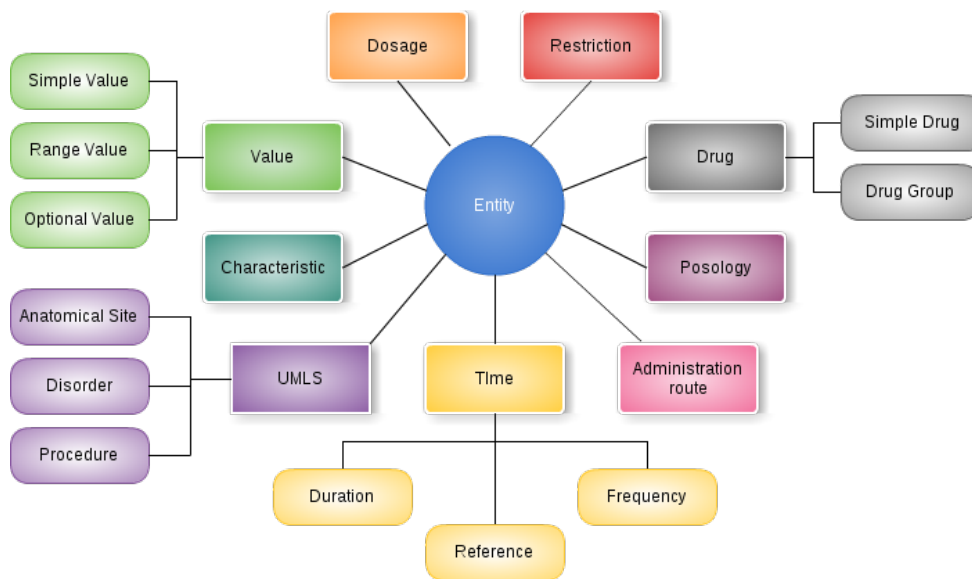 Dosage
Restriction
Simple Value
Range Value
Optional Value
Value
Drug
Simple Drug
Drug Group
Entity
Characteristic
Posology
Anatomical Site
Disorder
Procedure
UMLS
TIme
Administration
route
Duration
Frequency
Reference